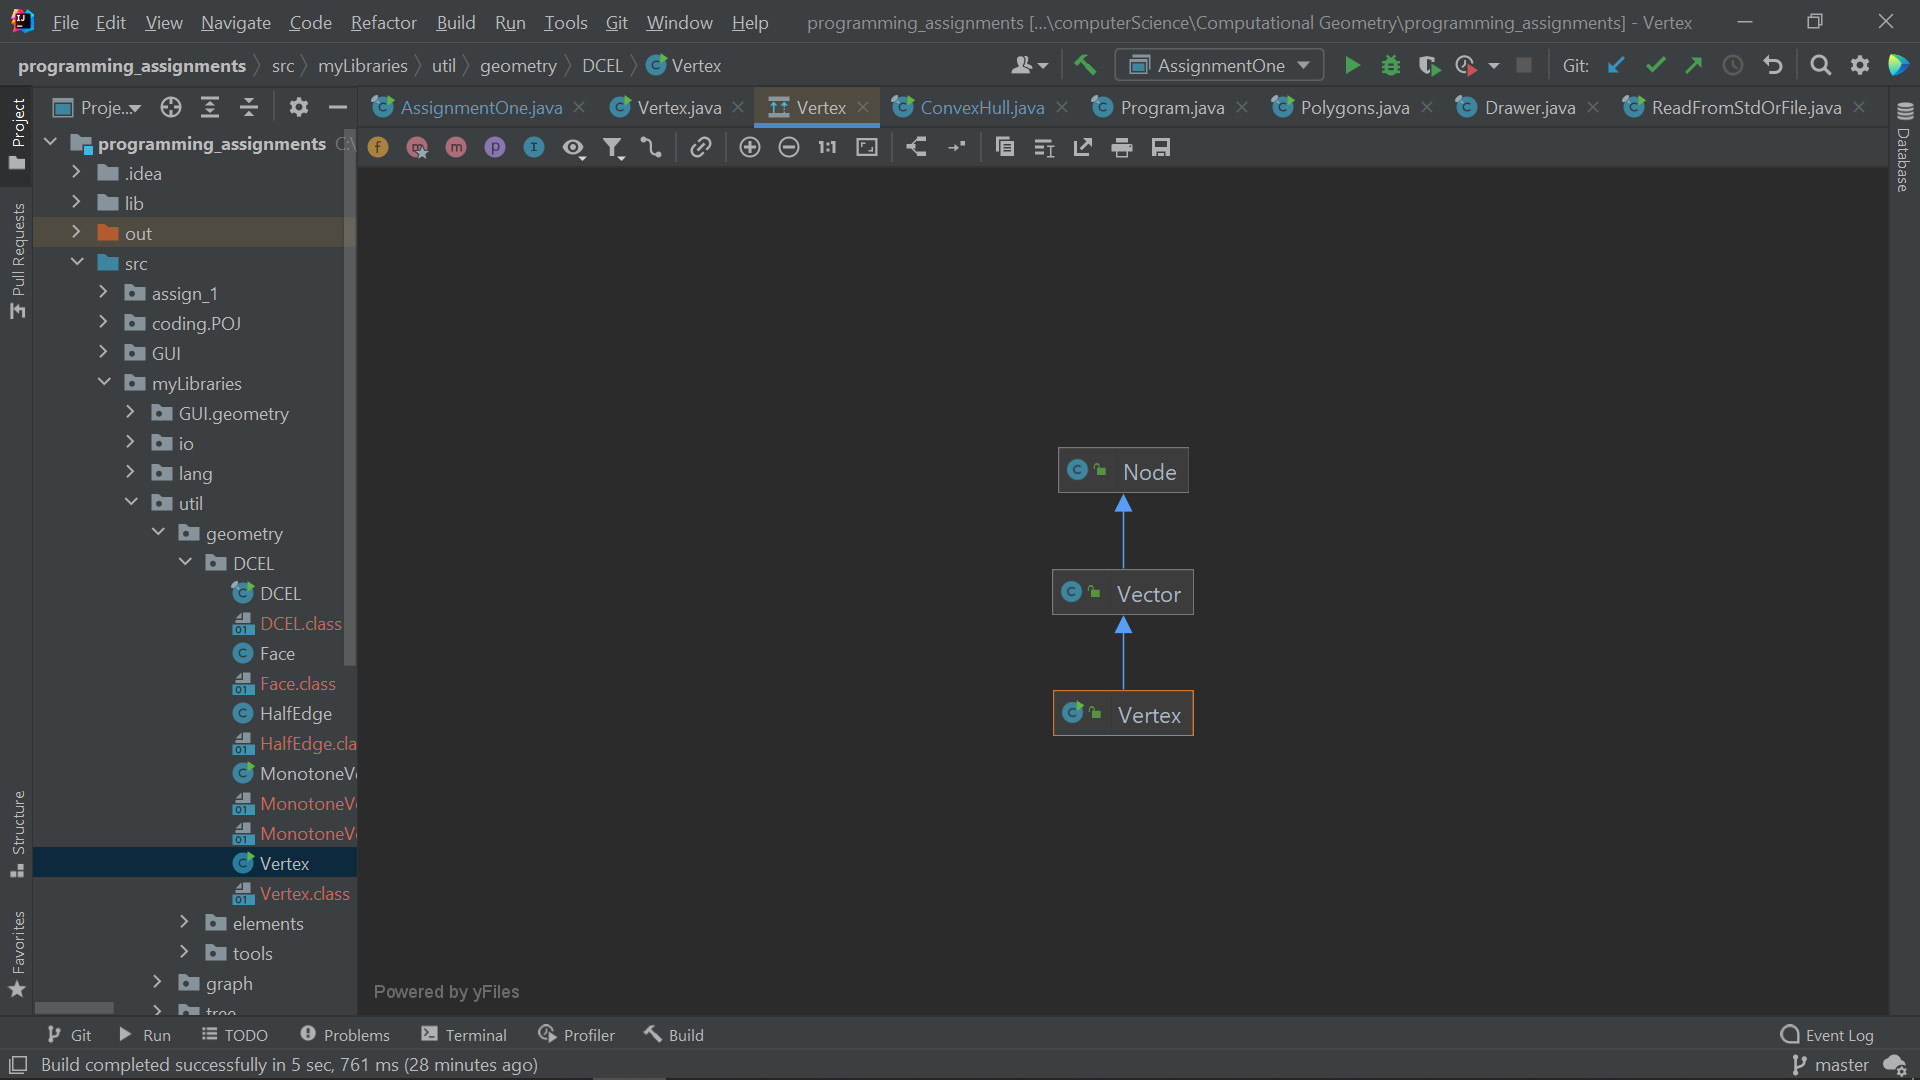 File Edit View Navigate Code Refactor Build Run Tools Git Window Help programming_assignments [...\computerScience\Computational Geometry\programming_assignments] - Vertex
programming_assignments src myLibraries util geometry DCEL Vertex AssignmentOne Git:
Project
Proje...
AssignmentOne.java Vertex.java Vertex ConvexHull.java Program.java Polygons.java Drawer.java ReadFromStdOrFile.java
Database
programming_assignments C:\
f m m p I 1:1
.idea
lib
out
src
Pull Requests
assign_1
coding.POJ
GUI
myLibraries
GUI.geometry
io
lang
util
geometry
DCEL
DCEL
DCEL.class
Face
Face.class
HalfEdge
HalfEdge.cla
MonotoneVe
MonotoneVe
MonotoneVe
Vertex
Vertex.class
elements
tools
graph
tree
Structure
Favorites
Node
Vector
Vertex
Powered by yFiles
Git Run TODO Problems Terminal Profiler Build Event Log
Build completed successfully in 5 sec, 761 ms (28 minutes ago) master